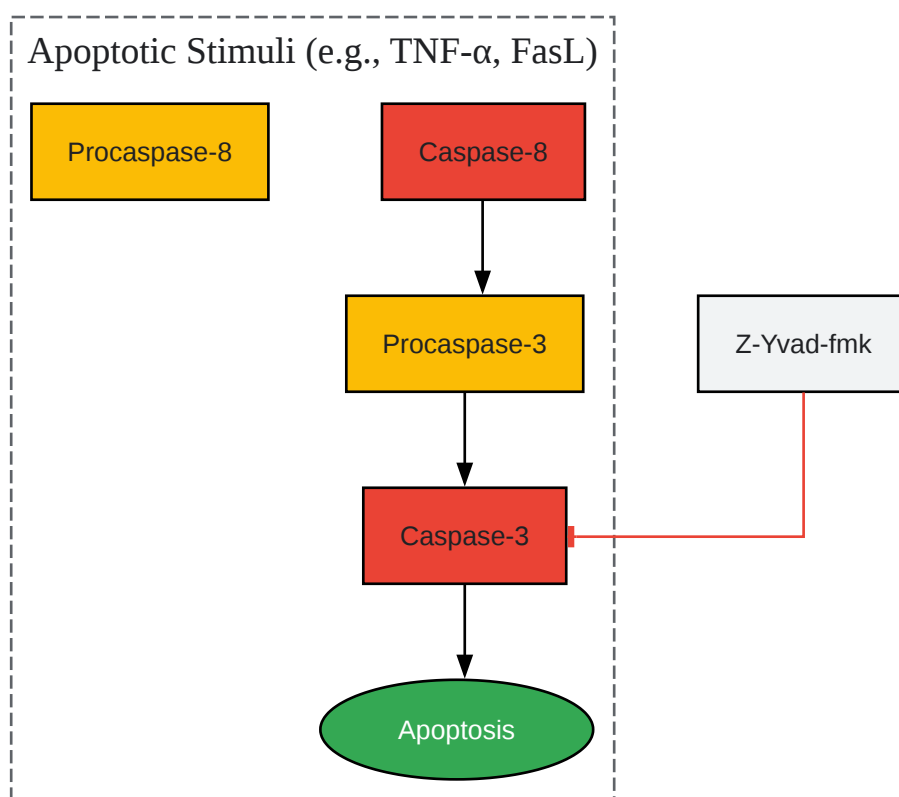 Apoptotic Stimuli (e.g., TNF-α, FasL)
Procaspase-8
Caspase-8
Procaspase-3
Z-Yvad-fmk
Caspase-3
Apoptosis